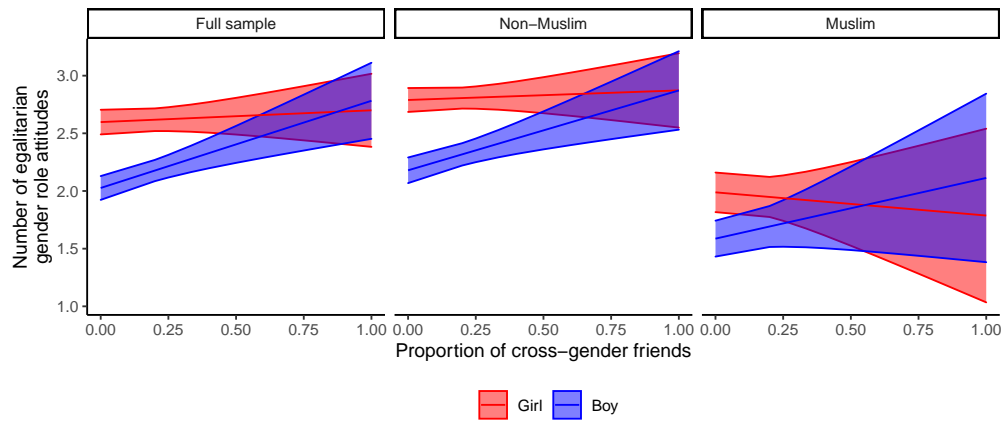 Full sample
Non−Muslim
Muslim
Number of egalitarian
gender role attitudes
3.0
2.5
2.0
1.5
1.0
0.00 0.25 0.50 0.75 1.00
0.00 0.25 0.50 0.75 1.00
0.00 0.25 0.50 0.75 1.00
Proportion of cross−gender friends
Girl
Boy